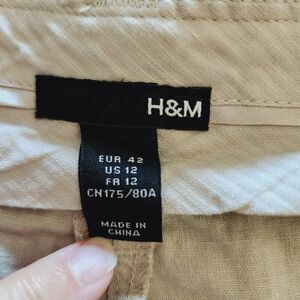 H&M
EUR 42
US 12
FR 12
CN175/80A
MADE IN
CHINA